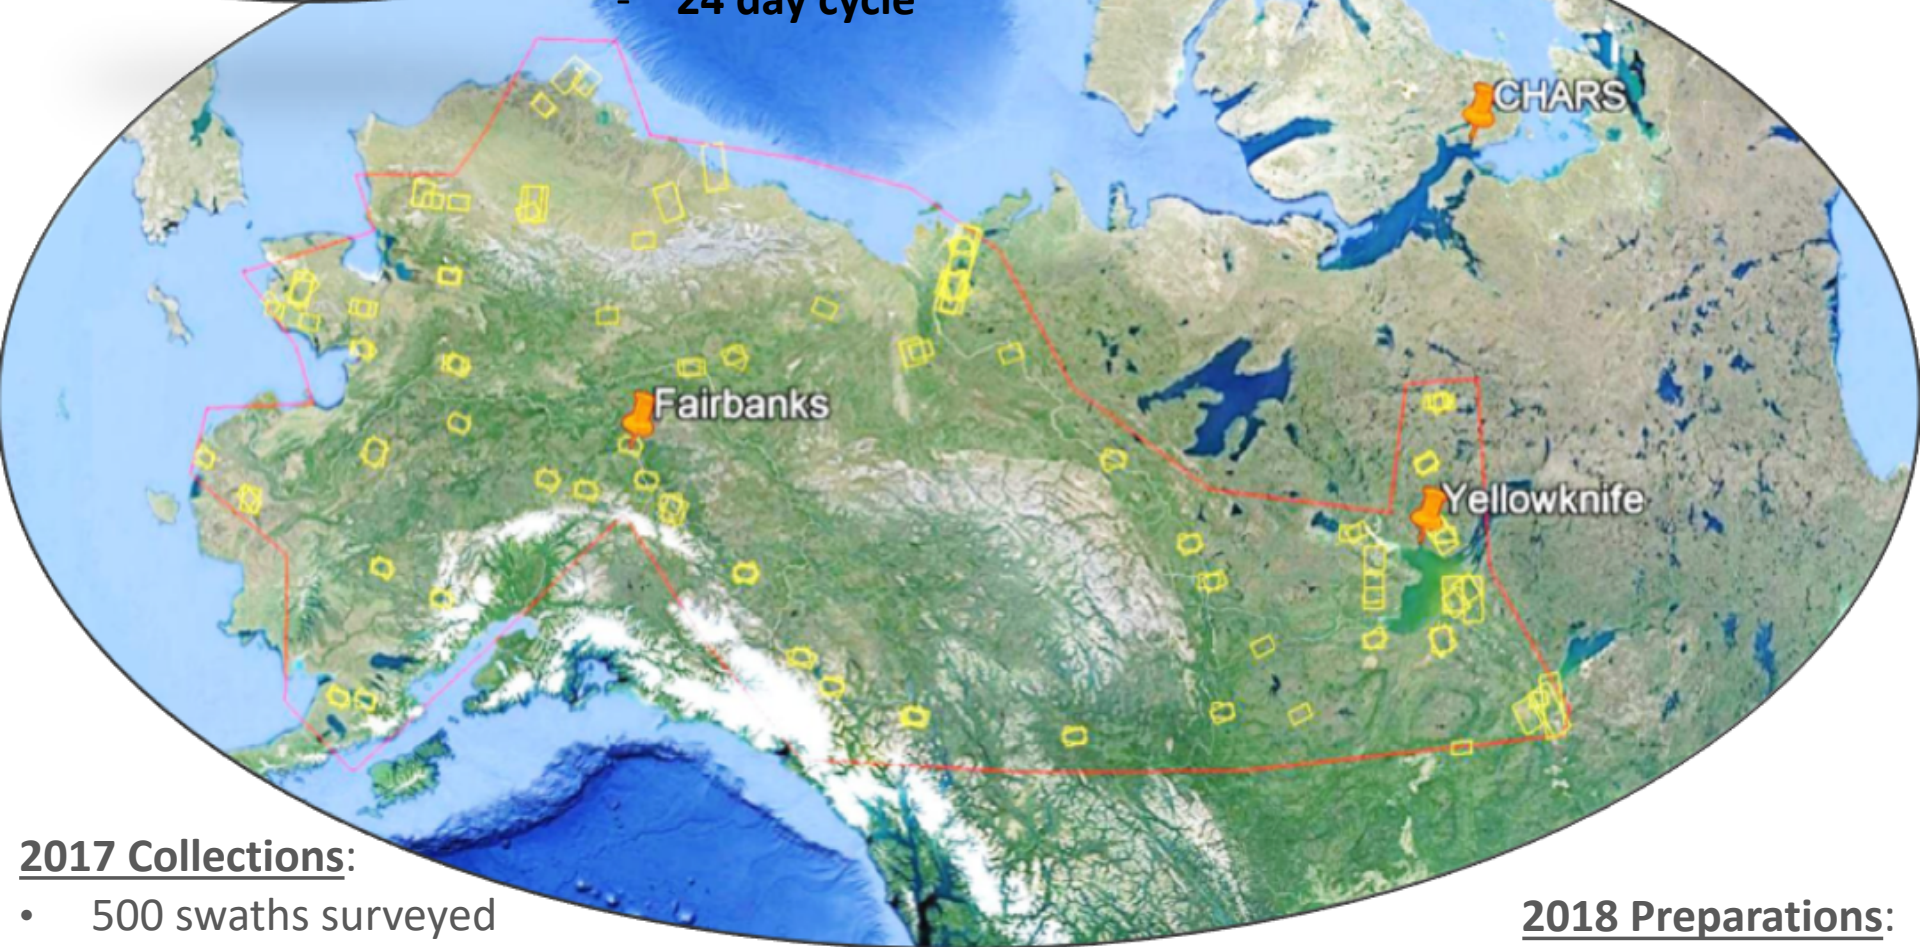 - 24 day cycle
CHARS
Fairbanks
Yellowknife
2017 Collections:
• 500 swaths surveyed
2018 Preparations: